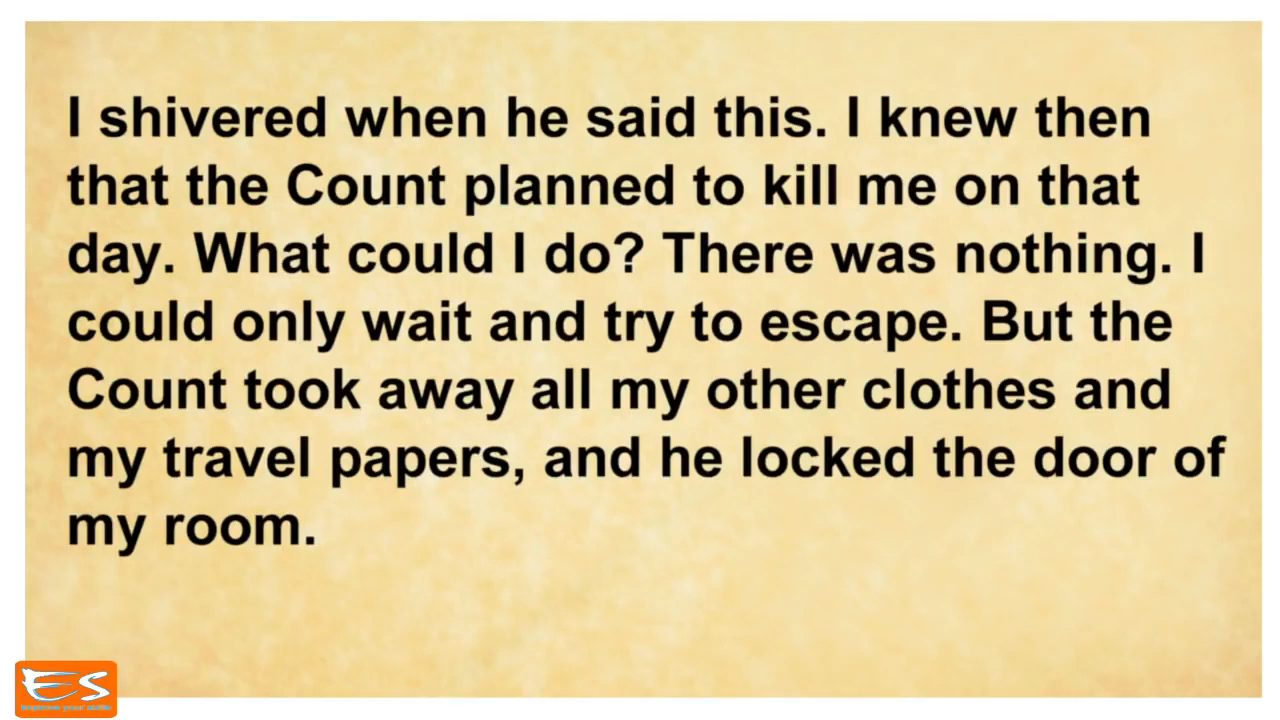 I shivered when he said this. I knew then
that the Count planned to kill me on that
day. What could I do? There was nothing. I
could only wait and try to escape. But the
Count took away all my other clothes and
my travel papers, and he locked the door of
my room.
ES